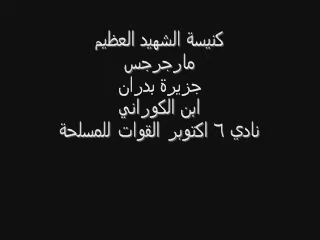 كنيسة الشهيد العظيم
مارجرجس
جزيرة بدران
ابن الكوراني
نادي ٦ اكتوبر القوات للمسلحة